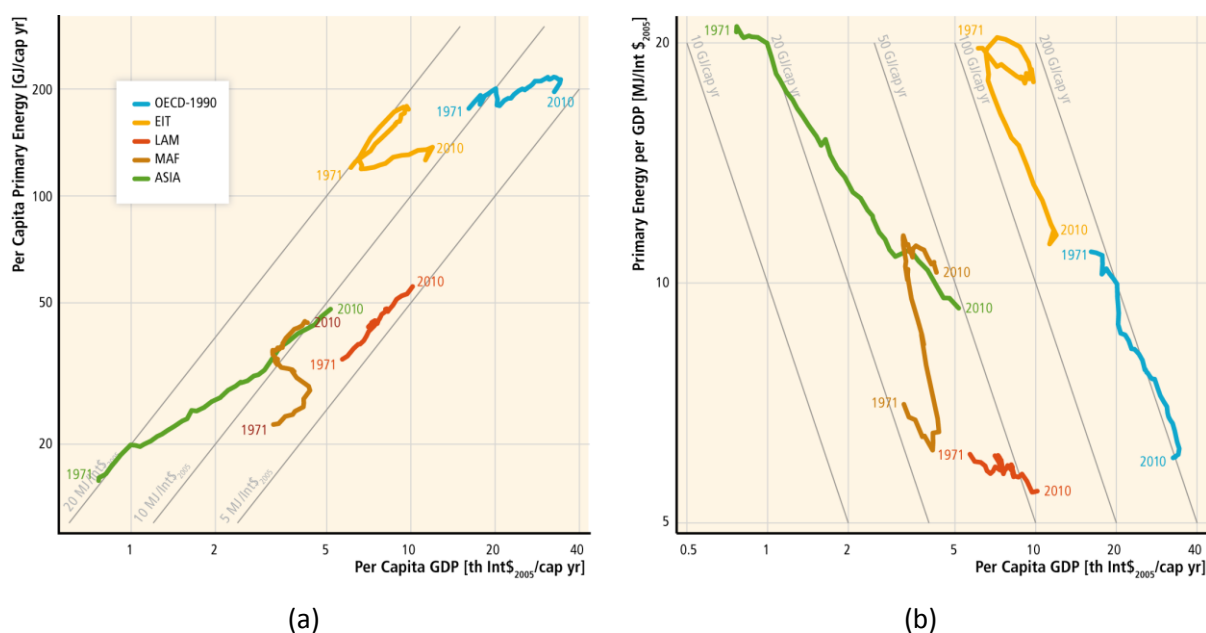 Per Capita Primary Energy [GJ/cap yr]
200
100
50
20
OECD-1990
EIT
LAM
MAF
ASIA
1971
2010
1971
2010
2010
2010
2010
1971
1971
1971
20 MJ/Int$2005
10 MJ/Int$2005
5 MJ/Int$2005
1
2
5
10
20
40
Per Capita GDP [th Int$2005/cap yr]
(a)
Primary Energy per GDP [MJ/Int $2005]
20
10
5
1971
1971
10 GJ/cap yr
20 GJ/cap yr
50 GJ/cap yr
100 GJ/cap yr
200 GJ/cap yr
2010
1971
2010
2010
1971
1971
2010
2010
0.5
1
2
5
10
20
40
Per Capita GDP [th Int$2005/cap yr]
(b)